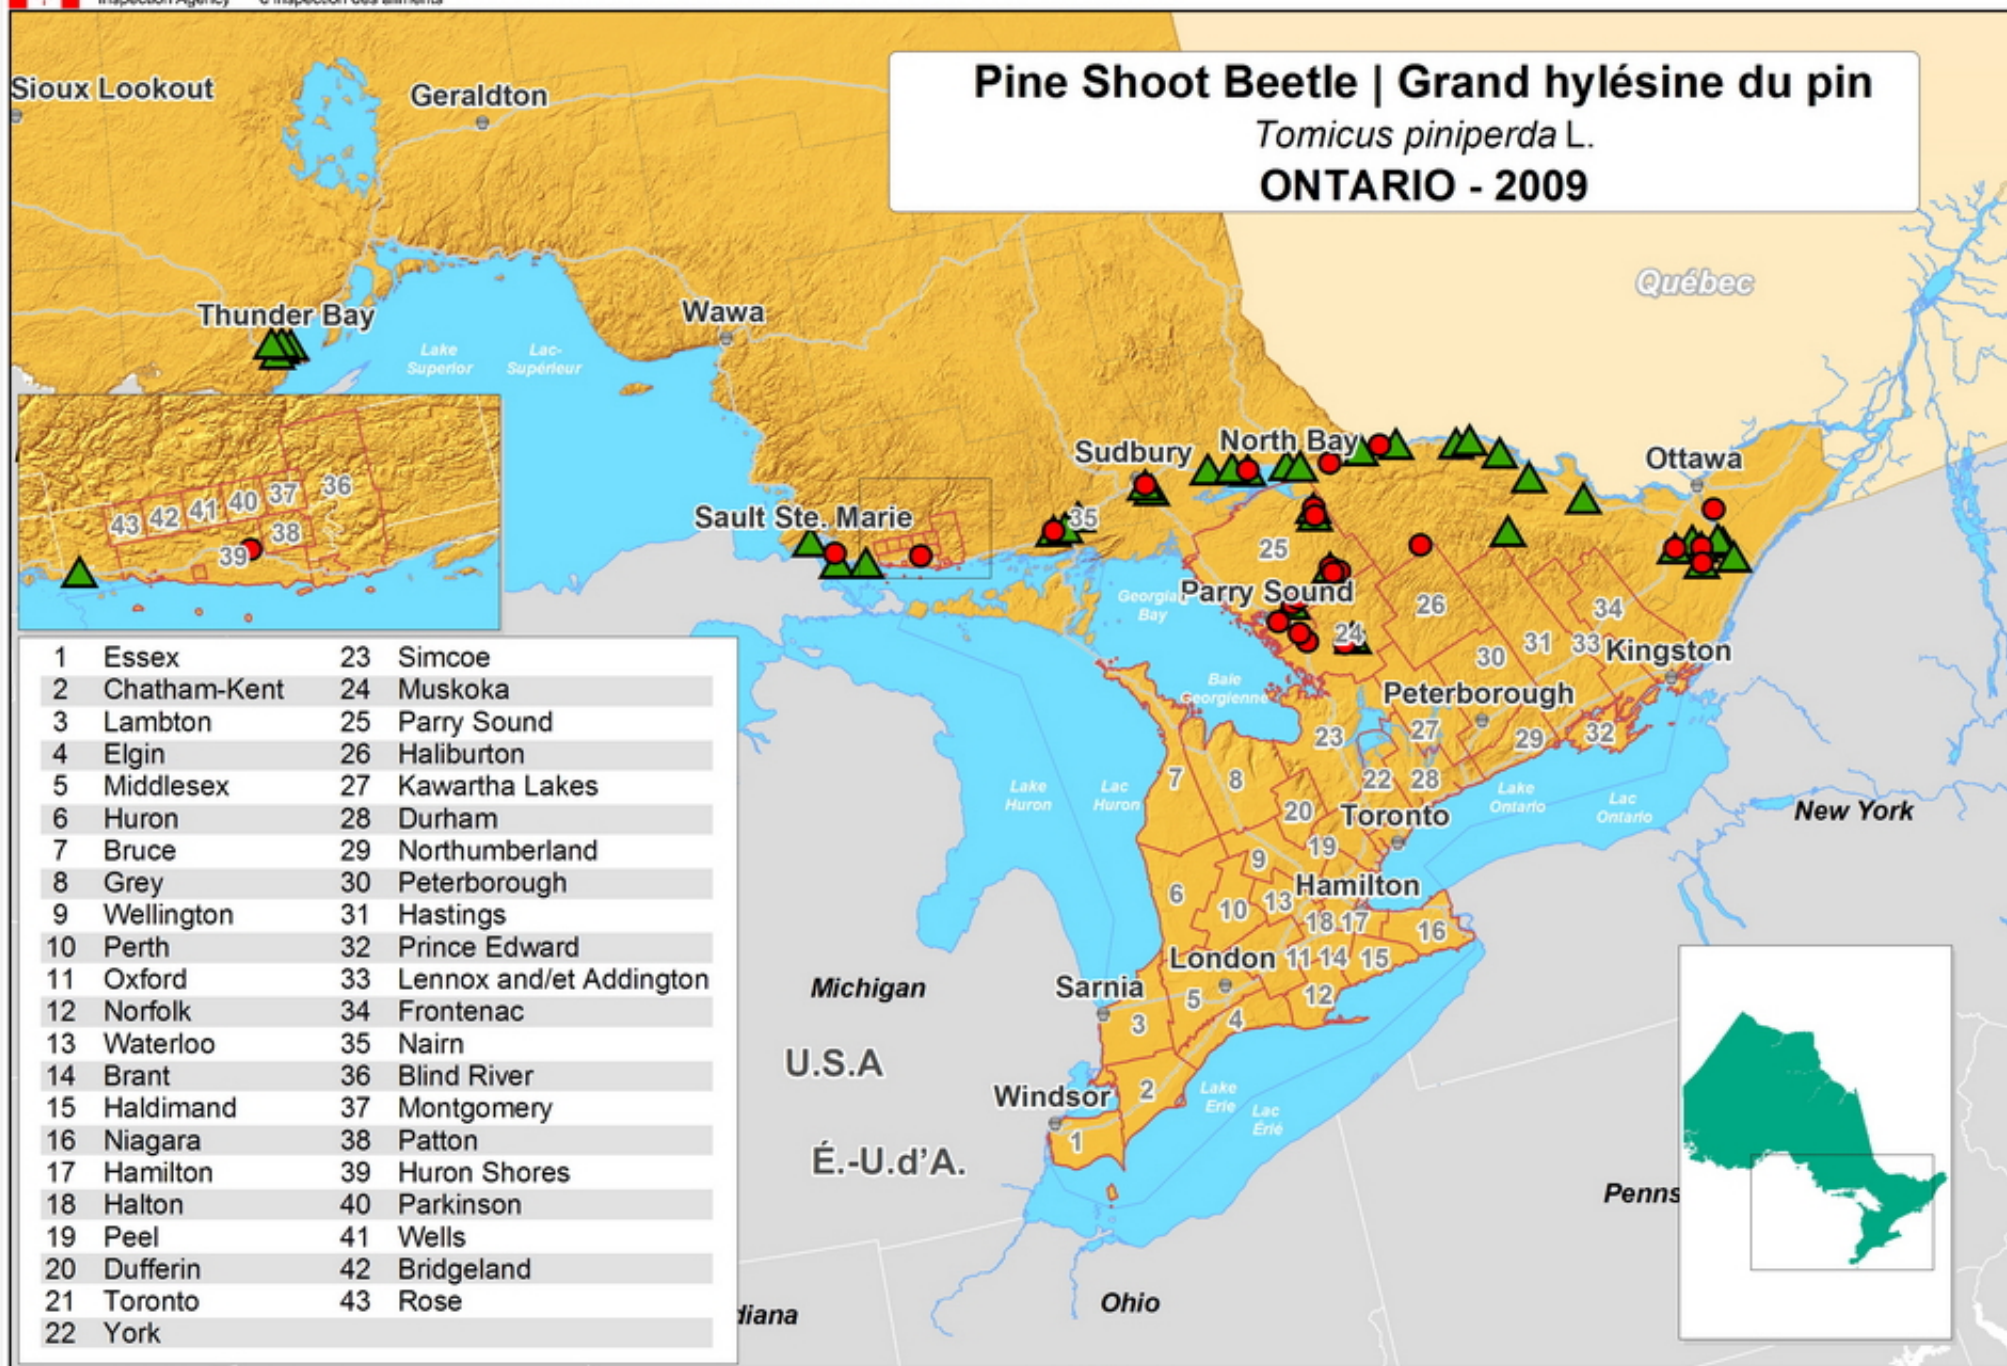 Inspection Agency d'inspection des aliments
Pine Shoot Beetle | Grand hylésine du pin
Tomicus piniperda L.
ONTARIO - 2009
Sioux Lookout
Geraldton
Québec
Thunder Bay
Wawa
Lake Superior
Lac-Supérieur
Sudbury
North Bay
Ottawa
Sault Ste. Marie
35
25
36
37
40
41
42
43
38
39
Georgian Bay
Parry Sound
26
34
24
31
33
Kingston
30
Baie Georgienne
Peterborough
27
32
23
29
7
8
22
28
Lake Huron
Lac Huron
Lake Ontario
Lac Ontario
New York
20
Toronto
19
9
Hamilton
6
10
13
18
17
16
London
11
14
15
Michigan
Sarnia
5
12
3
4
U.S.A
Windsor
2
Lake Erie
Lac Érié
1
É.-U.d'A.
Penns
Ohio
diana
1 Essex 23 Simcoe
2 Chatham-Kent 24 Muskoka
3 Lambton 25 Parry Sound
4 Elgin 26 Haliburton
5 Middlesex 27 Kawartha Lakes
6 Huron 28 Durham
7 Bruce 29 Northumberland
8 Grey 30 Peterborough
9 Wellington 31 Hastings
10 Perth 32 Prince Edward
11 Oxford 33 Lennox and/et Addington
12 Norfolk 34 Frontenac
13 Waterloo 35 Nairn
14 Brant 36 Blind River
15 Haldimand 37 Montgomery
16 Niagara 38 Patton
17 Hamilton 39 Huron Shores
18 Halton 40 Parkinson
19 Peel 41 Wells
20 Dufferin 42 Bridgeland
21 Toronto 43 Rose
22 York